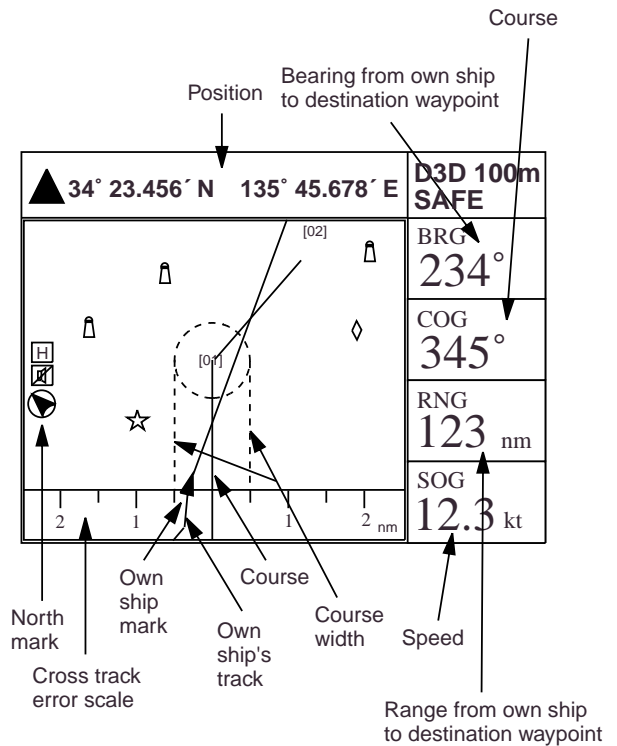 Course
Bearing from own ship
to destination waypoint
Position
34° 23.456´ N 135° 45.678´ E
D3D 100m
SAFE
[02]
BRG
234°
COG
345°
[01]
H
RNG
123 nm
SOG
12.3 kt
2 1 1 2 nm
Own
ship
mark
Course
North
mark
Own
ship's
track
Course
width
Speed
Cross track
error scale
Range from own ship
to destination waypoint